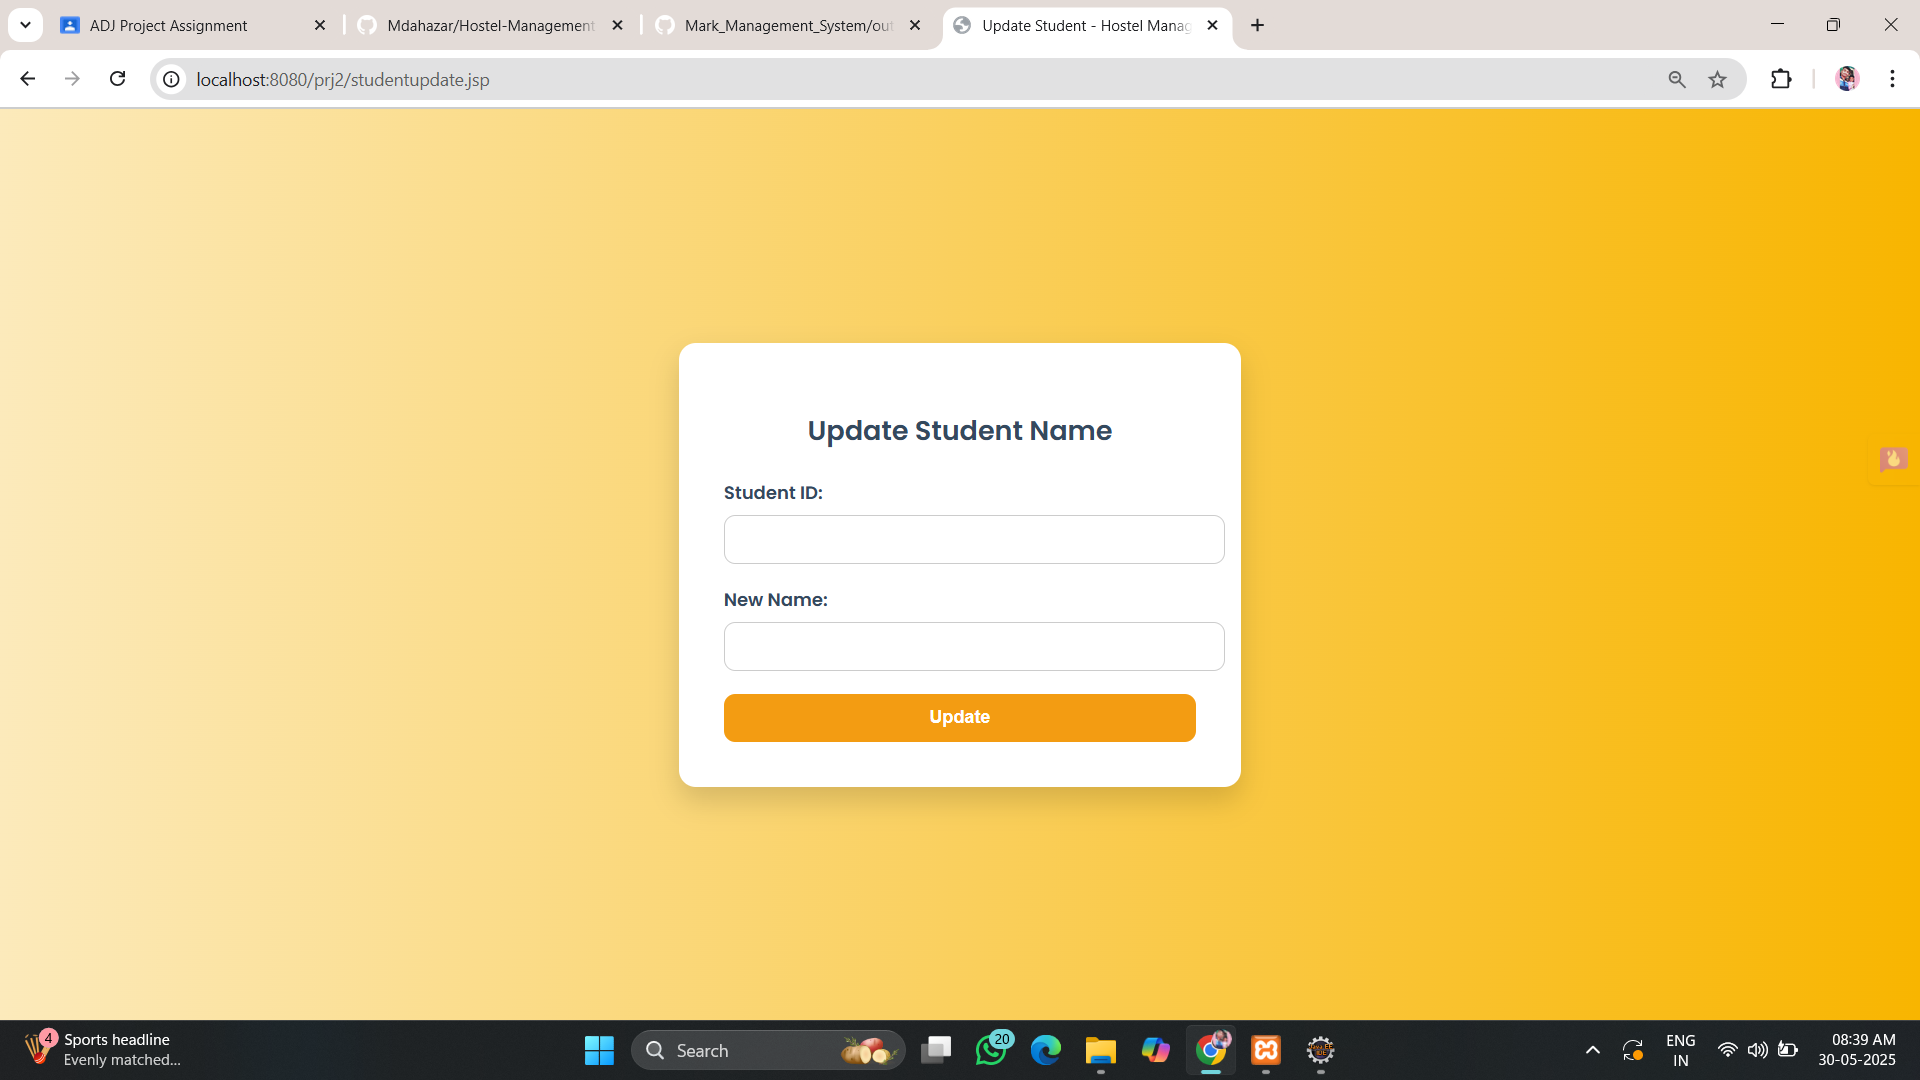 ADJ Project Assignment
Mdahazar/Hostel-Management
Mark_Management_System/out
Update Student - Hostel Manag
localhost:8080/prj2/studentupdate.jsp
Update Student Name
Student ID:
New Name:
Update
4
Sports headline
Evenly matched...
Search
20
ENG
IN
08:39 AM
30-05-2025